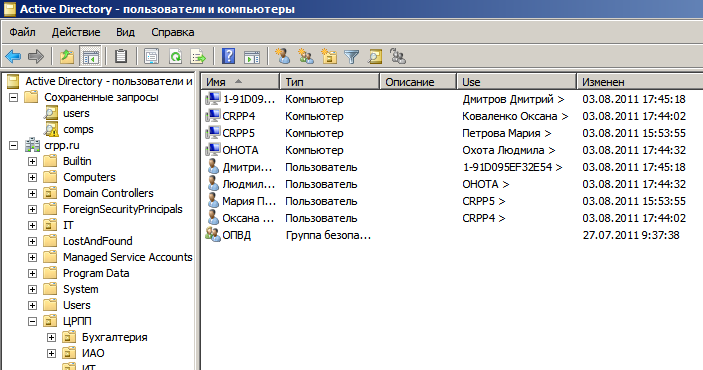 Active Directory - пользователи и компьютеры
Файл Действие Вид Справка
Active Directory - пользователи и
Сохраненные запросы
users
comps
crpp.ru
Builtin
Computers
Domain Controllers
ForeignSecurityPrincipals
IT
LostAndFound
Managed Service Accounts
Program Data
System
Users
ЦРПП
Бухгалтерия
ИАО
ИТ
Имя Тип Описание Use Изменен
1-91D09... Компьютер Дмитров Дмитрий > 03.08.2011 17:45:18
CRPP4 Компьютер Коваленко Оксана > 03.08.2011 17:44:02
CRPP5 Компьютер Петрова Мария > 03.08.2011 15:53:55
OHOTA Компьютер Охота Людмила > 03.08.2011 17:44:32
Дмитри... Пользователь 1-91D095EF32E54 > 03.08.2011 17:45:18
Людмил... Пользователь OHOTA > 03.08.2011 17:44:32
Мария П... Пользователь CRPP5 > 03.08.2011 15:53:55
Оксана ... Пользователь CRPP4 > 03.08.2011 17:44:02
ОПВД Группа безопа... 27.07.2011 9:37:38